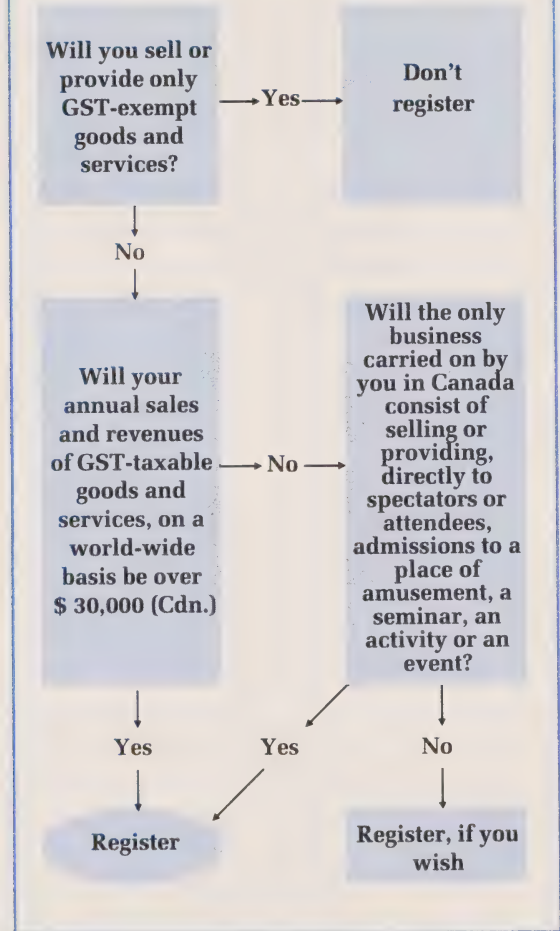 Will you sell or
provide only
GST-exempt
goods and
services?
Yes
Don't
register
No
Will your
annual sales
and revenues
of GST-taxable
goods and
services, on a
world-wide
basis be over
$ 30,000 (Cdn.)
No
Will the only
business
carried on by
you in Canada
consist of
selling or
providing,
directly to
spectators or
attendees,
admissions to a
place of
amusement, a
seminar, an
activity or an
event?
Yes
Yes
No
Register
Register, if you
wish